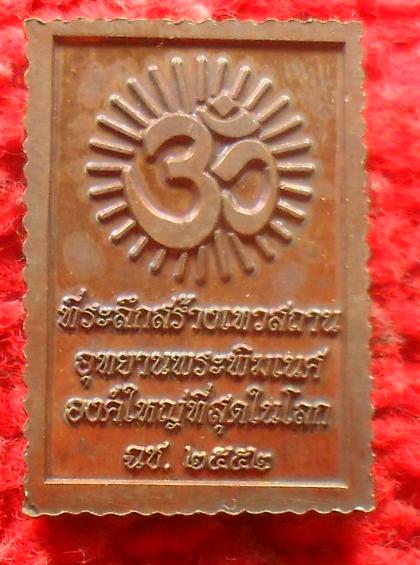 ॐ
ที่ระลึกสร้างเทวสถาน
อุทยานพระพิฆเนศ
องค์ใหญ่ที่สุดในโลก
ฉช. ๒๕๕๒